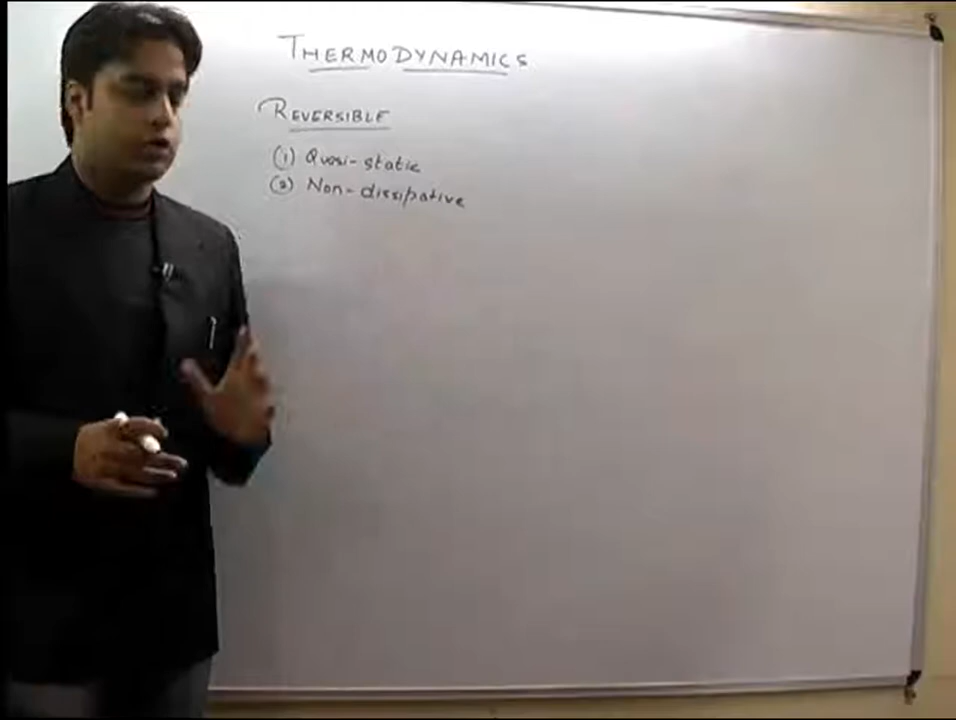 THERMODYNAMICS
REVERSIBLE
(1) Quasi-static
(2) Non-dissipative